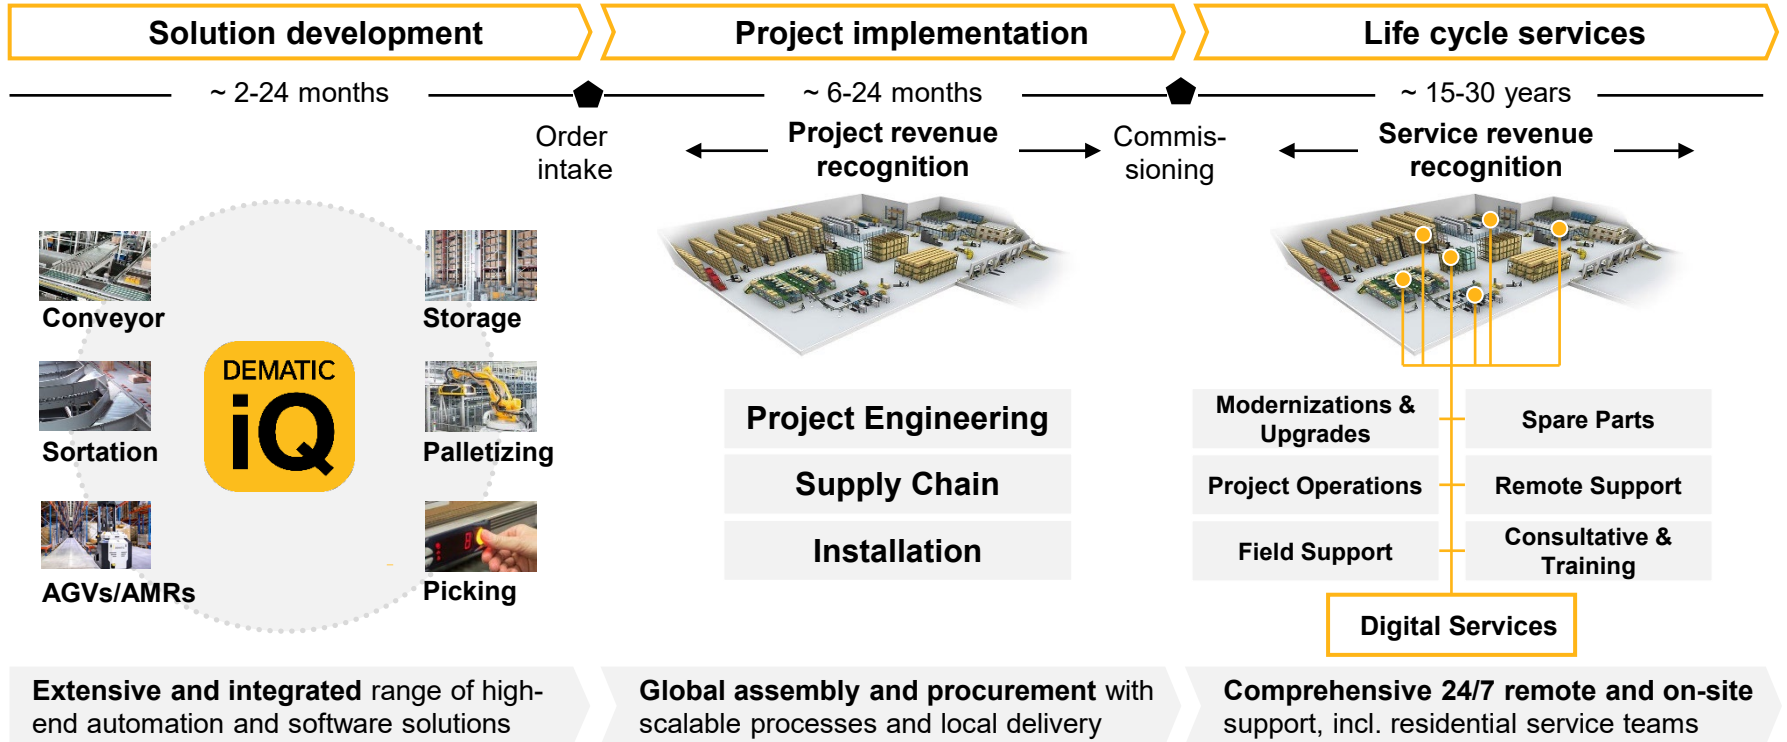 Solution development
Project implementation
Life cycle services
~ 2-24 months
~ 6-24 months
~ 15-30 years
Order
intake
Project revenue
recognition
Commis-
sioning
Service revenue
recognition
Conveyor
Storage
DEMATIC
iQ
Sortation
Palletizing
AGVs/AMRs
Picking
Project Engineering
Supply Chain
Installation
Modernizations &
Upgrades
Spare Parts
Project Operations
Remote Support
Field Support
Consultative &
Training
Digital Services
Extensive and integrated range of high-
end automation and software solutions
Global assembly and procurement with
scalable processes and local delivery
Comprehensive 24/7 remote and on-site
support, incl. residential service teams